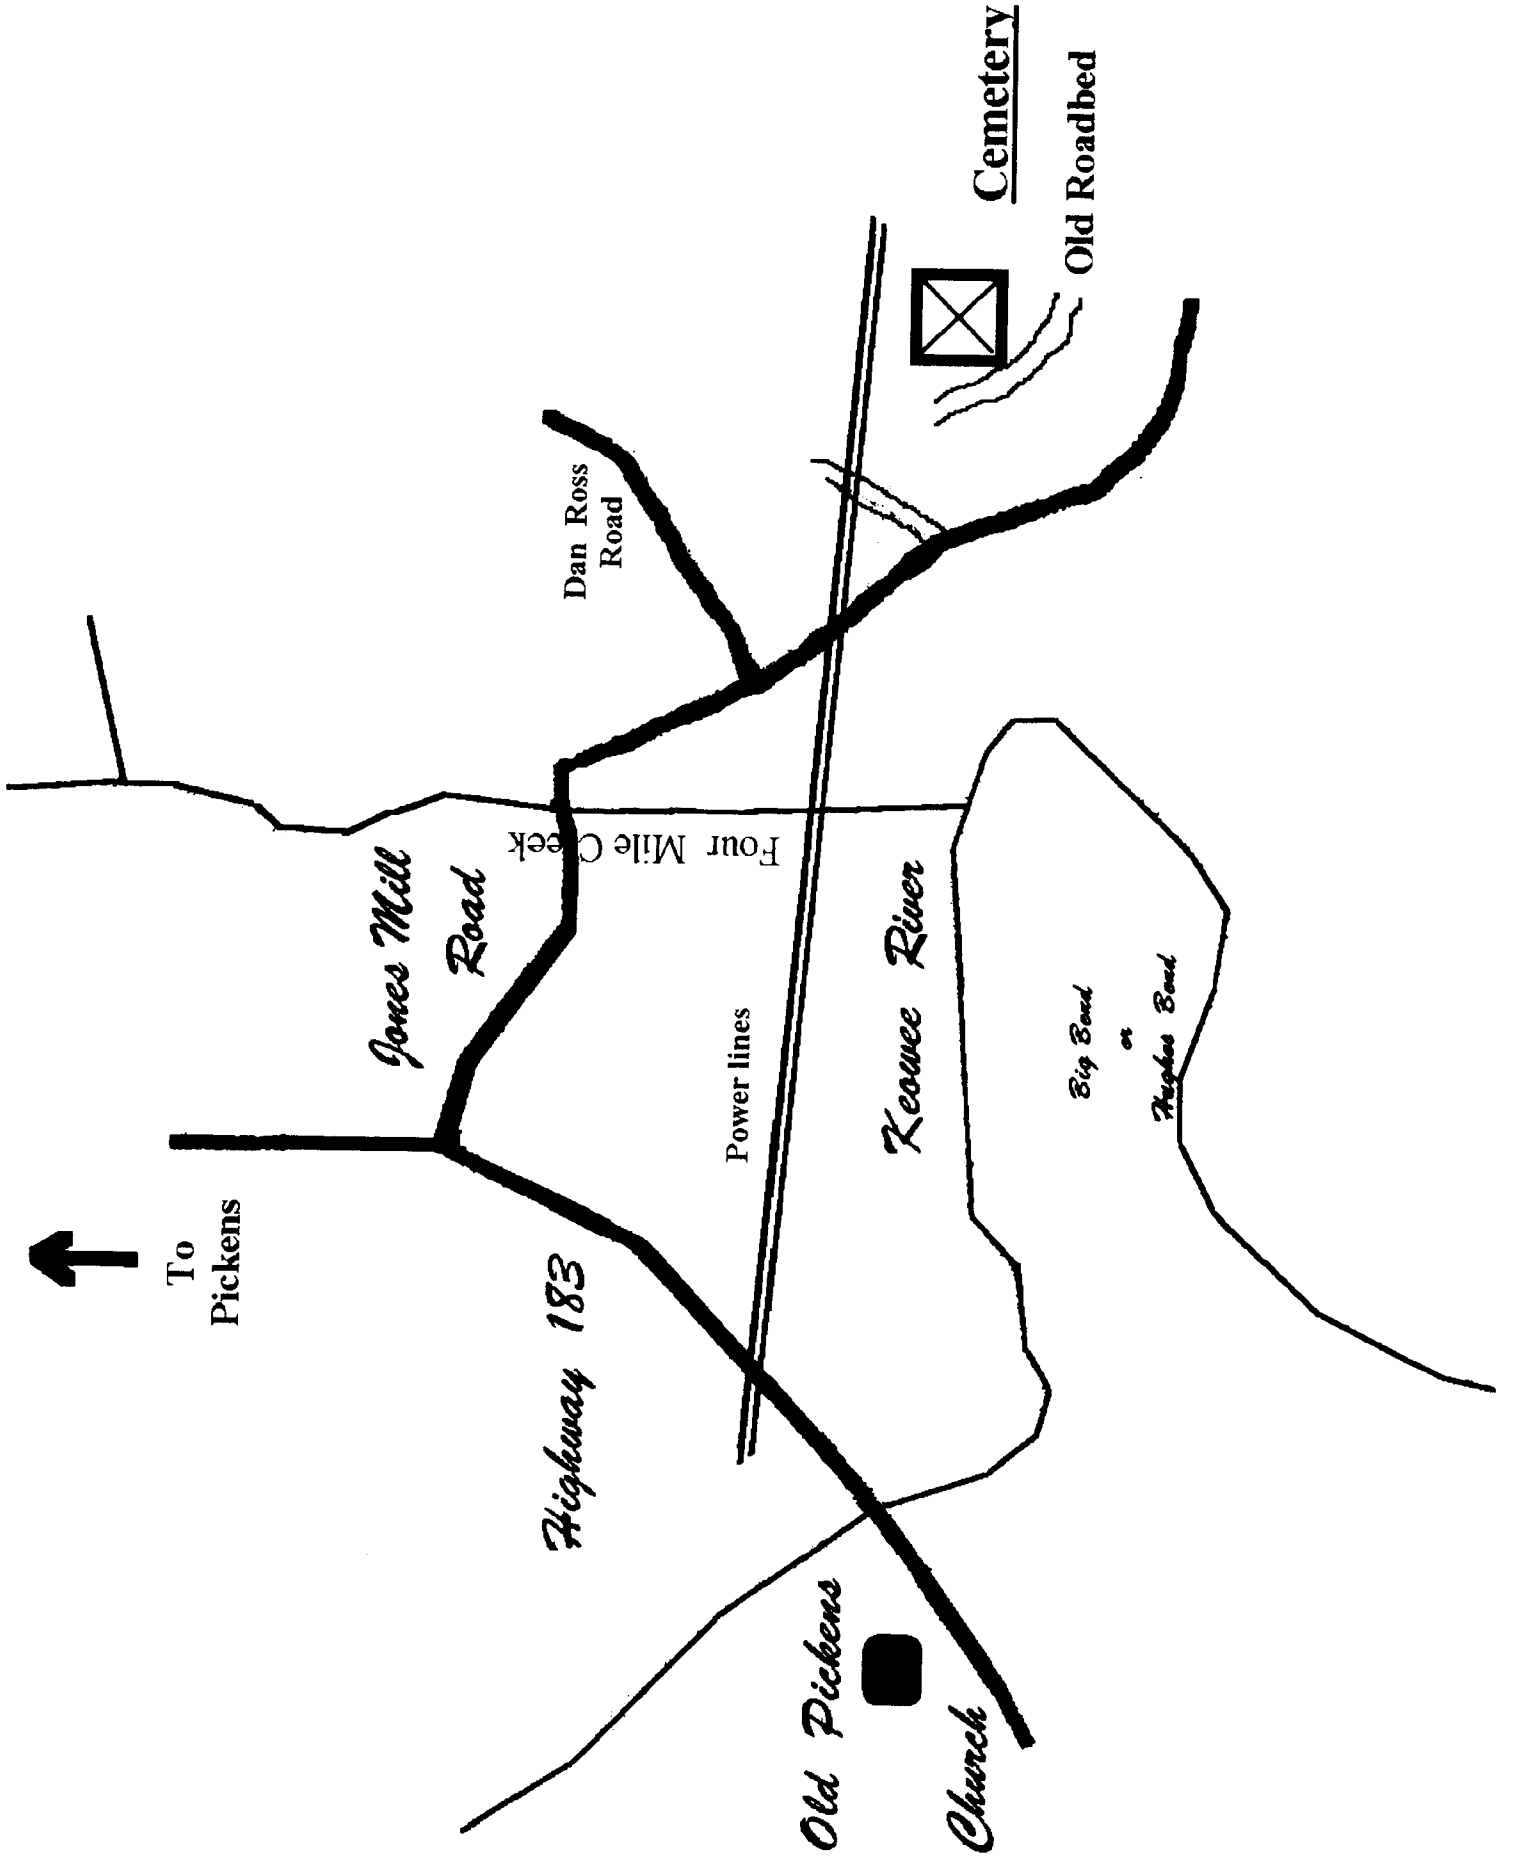 To
Pickens
Jones Mill
Road
Highway 183
Dan Ross
Road
Four Mile Creek
Power lines
Keowee River
Big Bend
or
Hughes Bend
Old Pickens
Church
Cemetery
Old Roadbed